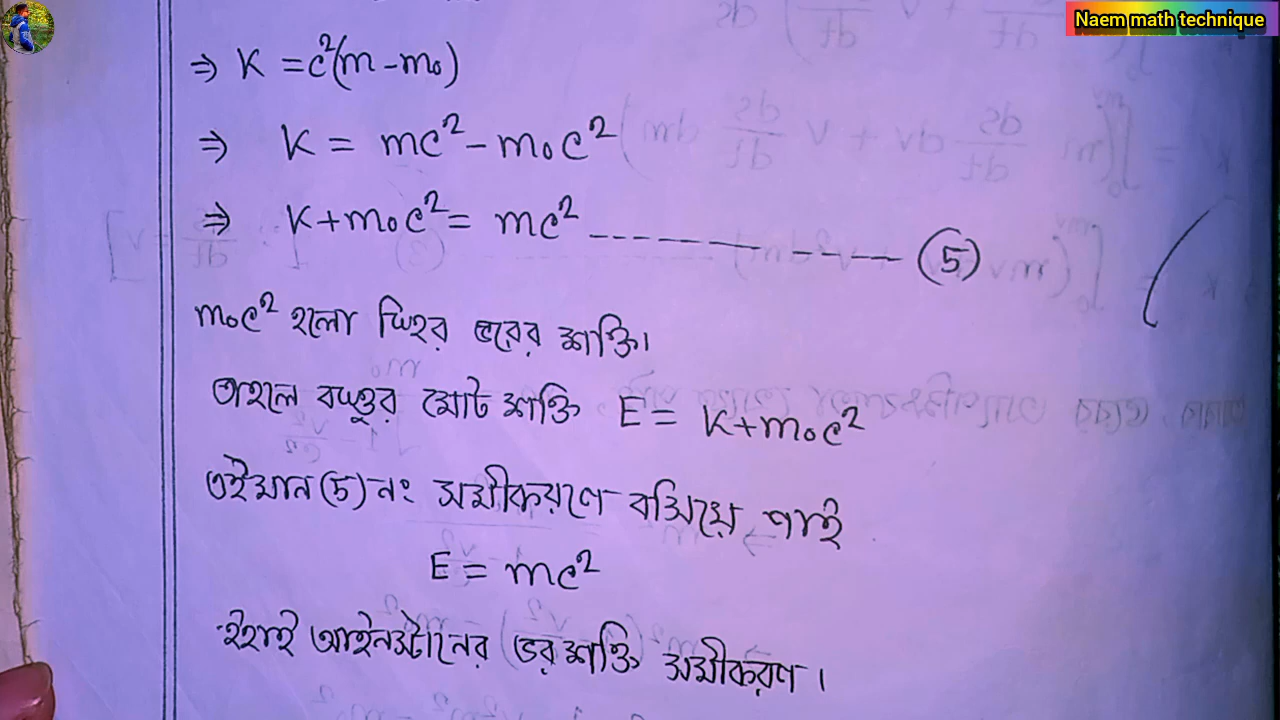 Naem math technique
⇒ K = c²(m - m₀)
⇒ K = mc² - m₀c²
⇒ K + m₀c² = mc² ---------- (5)
m₀c² হলো স্থির ভরের শক্তি।
তাহলে বস্তুর মোট শক্তি E = K + m₀c²
এইমান (5) নং সমীকরণে বসিয়ে পাই
E = mc²
ইহাই আইনস্টানের ভর শক্তি সমীকরণ।